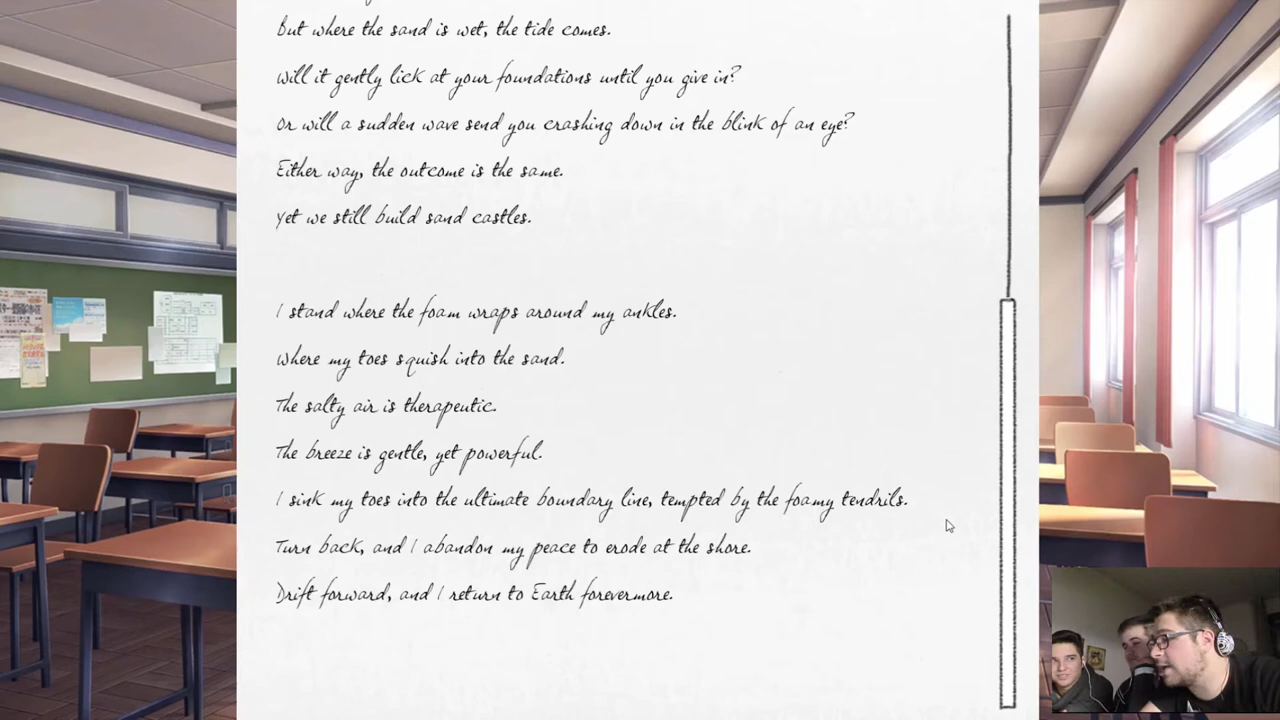 But where the sand is wet, the tide comes.
Will it gently lick at your foundations until you give in?
Or will a sudden wave send you crashing down in the blink of an eye?
Either way, the outcome is the same.
Yet we still build sand castles.
I stand where the foam wraps around my ankles.
Where my toes squish into the sand.
The salty air is therapeutic.
The breeze is gentle, yet powerful.
I sink my toes into the ultimate boundary line, tempted by the foamy tendrils.
Turn back, and I abandon my peace to erode at the shore.
Drift forward, and I return to Earth forevermore.